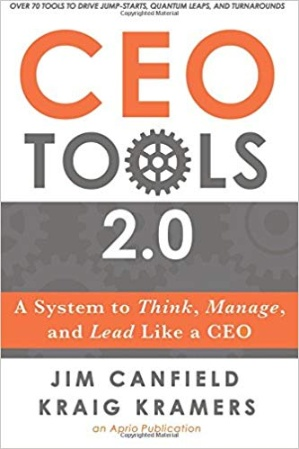 OVER 70 TOOLS TO DRIVE JUMP-STARTS, QUANTUM LEAPS, AND TURNAROUNDS
CEO
TOOLS
2.0
A System to Think, Manage,
and Lead Like a CEO
JIM CANFIELD
KRAIG KRAMERS
an Aprio Publication